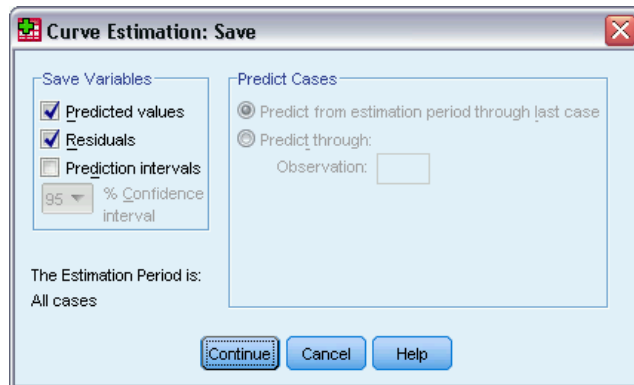 Curve Estimation: Save
Save Variables
Predicted values
Residuals
Prediction intervals
95 % Confidence
interval
The Estimation Period is:
All cases
Predict Cases
Predict from estimation period through last case
Predict through:
Observation:
Continue Cancel Help